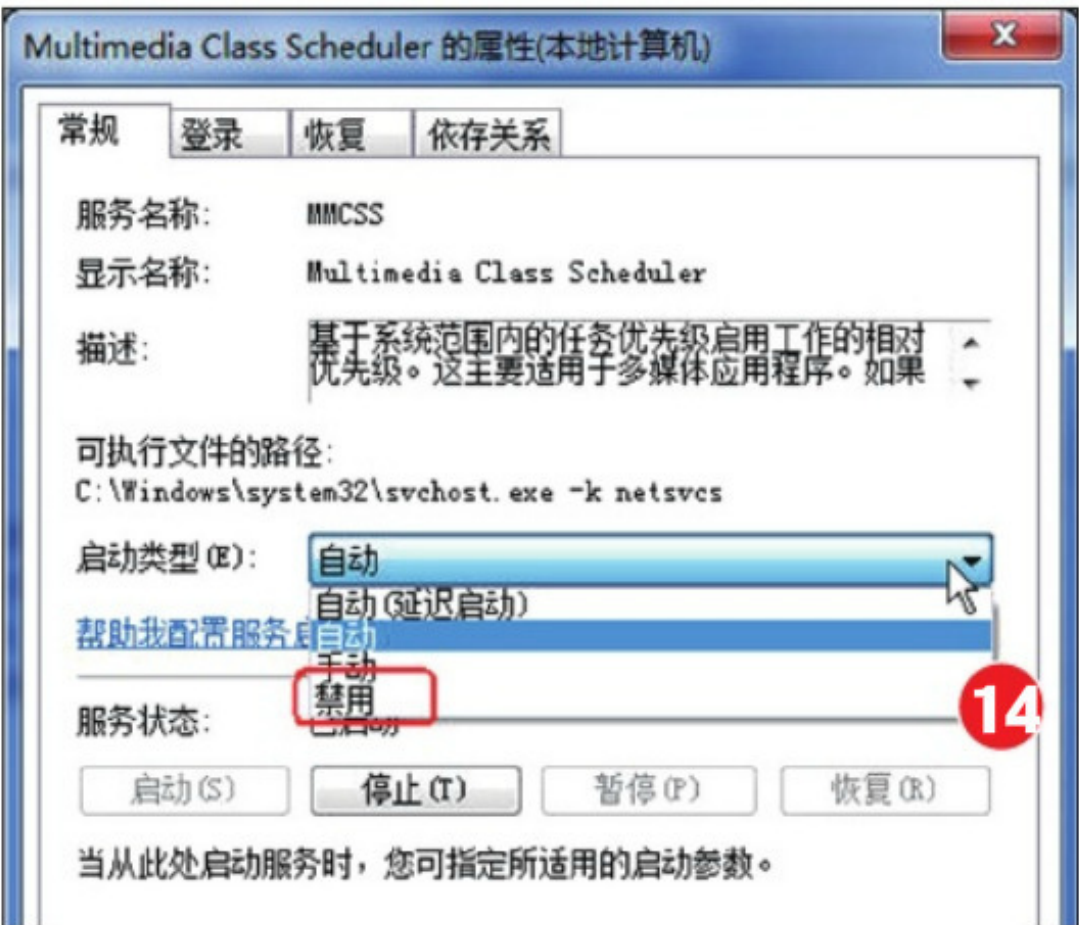 Multimedia Class Scheduler 的属性(本地计算机)
常规 登录 恢复 依存关系
服务名称: MMCSS
显示名称: Multimedia Class Scheduler
描述: 基于系统范围内的任务优先级启用工作的相对
优先级。这主要适用于多媒体应用程序。如果
可执行文件的路径:
C:\Windows\system32\svchost.exe -k netsvcs
启动类型(E): 自动
自动(延迟启动)
帮助我配置服务启 自动
手动
禁用
14
服务状态: 已启动
启动(S) 停止(T) 暂停(P) 恢复(R)
当从此处启动服务时，您可指定所适用的启动参数。